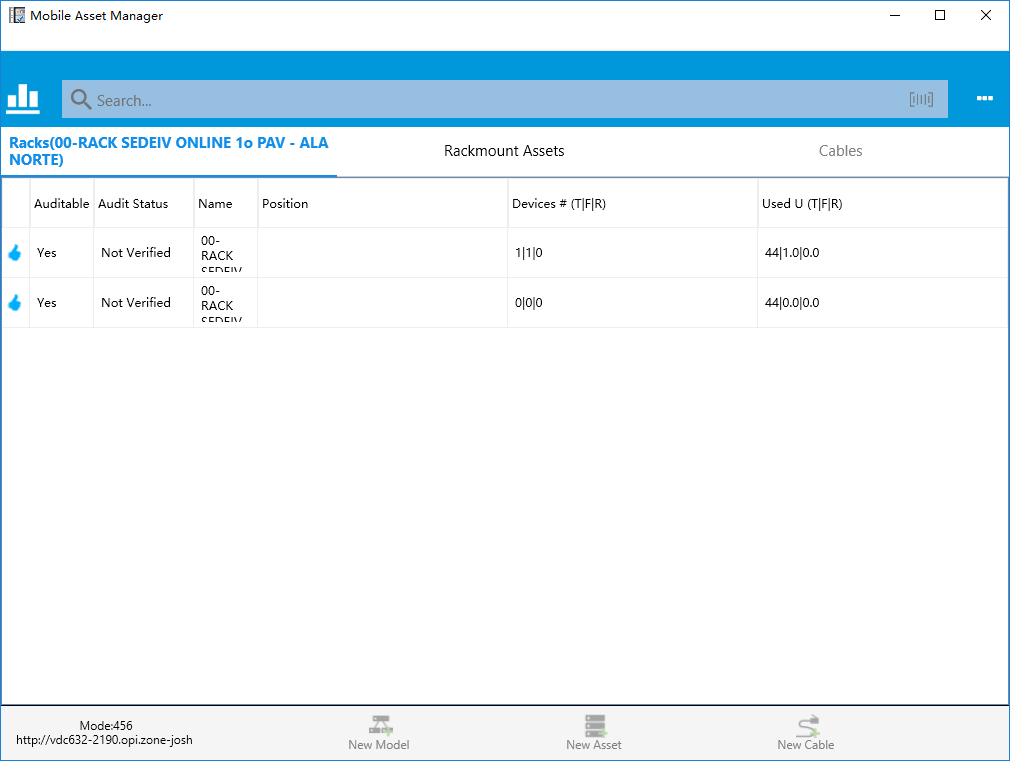 Mobile Asset Manager
Search...
Racks(00-RACK SEDEIV ONLINE 1o PAV - ALA
NORTE)
Rackmount Assets
Cables
Auditable Audit Status Name Position Devices # (T|F|R) Used U (T|F|R)
Yes Not Verified 00- 1|1|0 44|1.0|0.0
RACK
SEDEIV
Yes Not Verified 00- 0|0|0 44|0.0|0.0
RACK
SEDEIV
Mode:456
http://vdc632-2190.opi.zone-josh
New Model
New Asset
New Cable